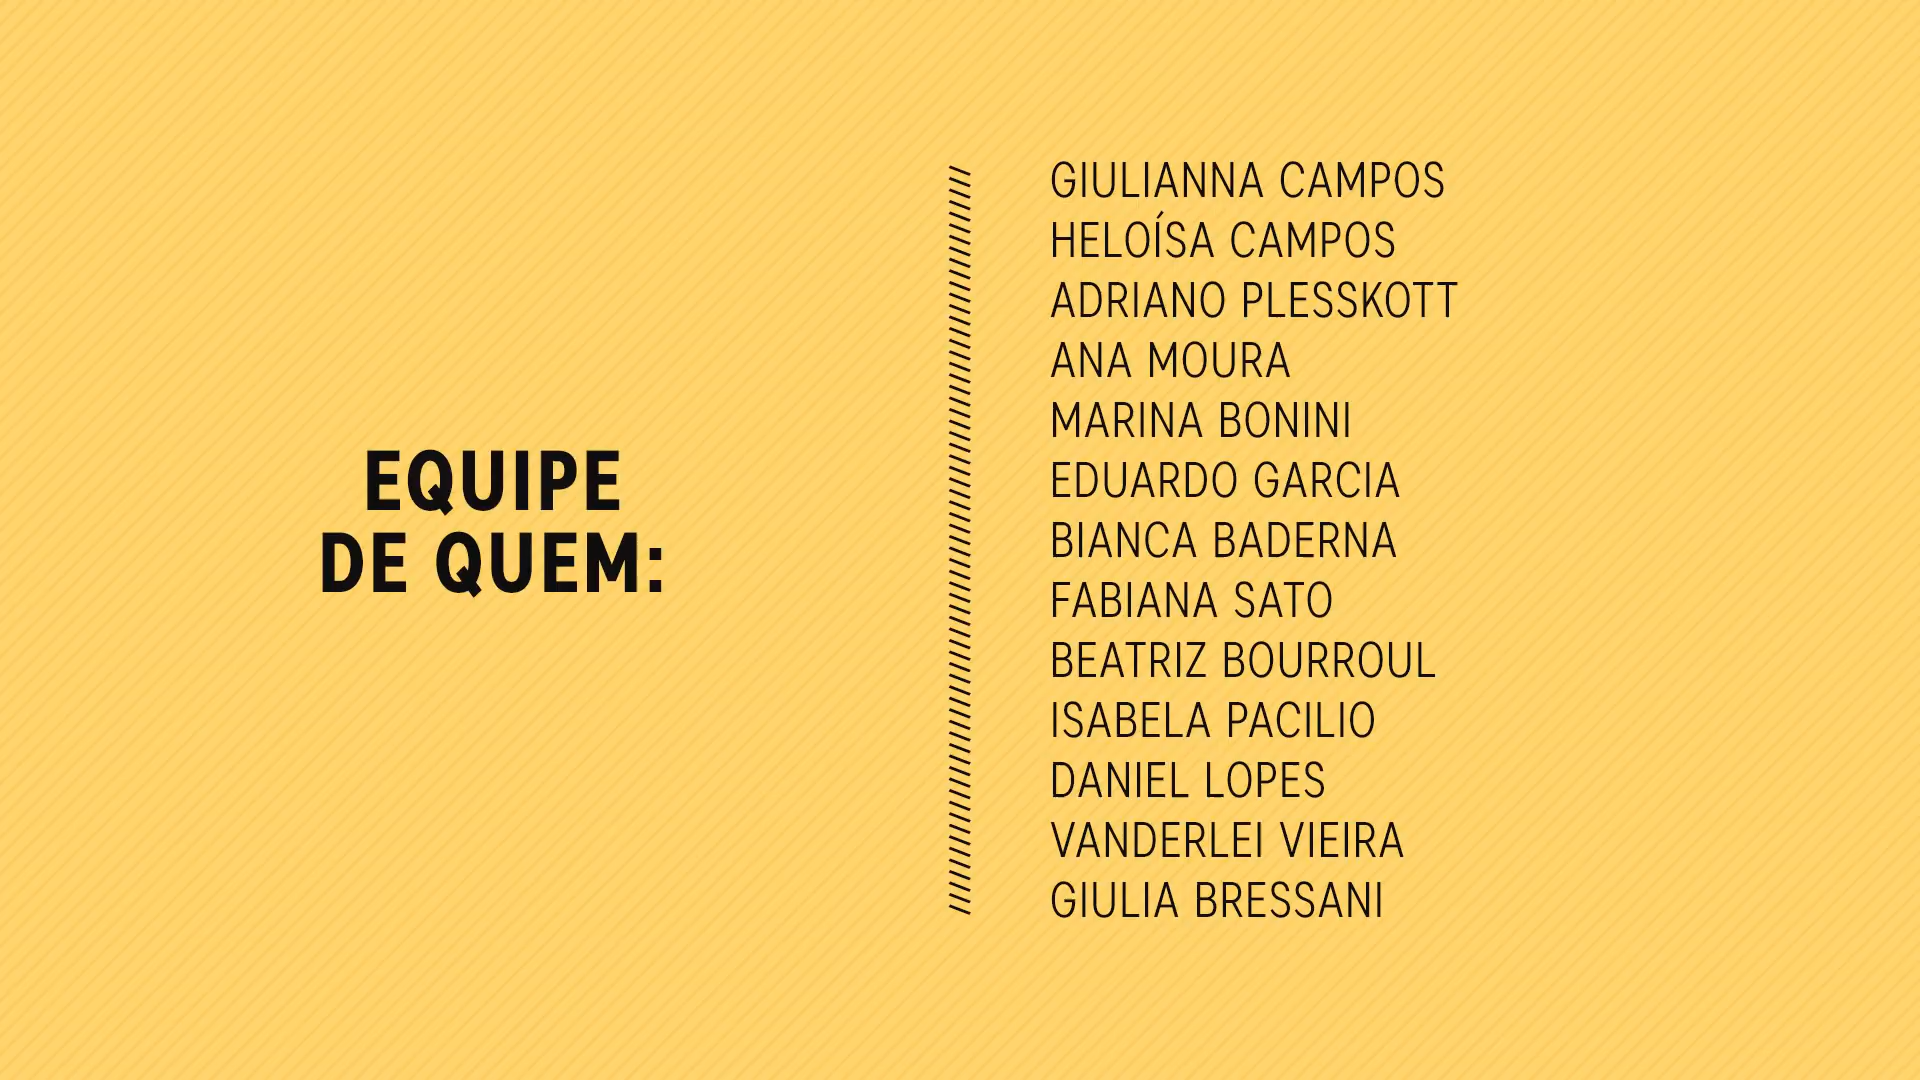 EQUIPE
DE QUEM:
GIULIANNA CAMPOS
HELOÍSA CAMPOS
ADRIANO PLESSKOTT
ANA MOURA
MARINA BONINI
EDUARDO GARCIA
BIANCA BADERNA
FABIANA SATO
BEATRIZ BOURROUL
ISABELA PACILIO
DANIEL LOPES
VANDERLEI VIEIRA
GIULIA BRESSANI